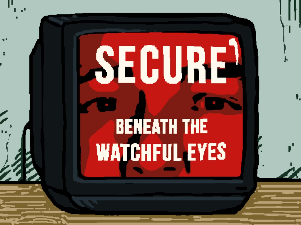 SECURE
BENEATH THE
WATCHFUL EYES